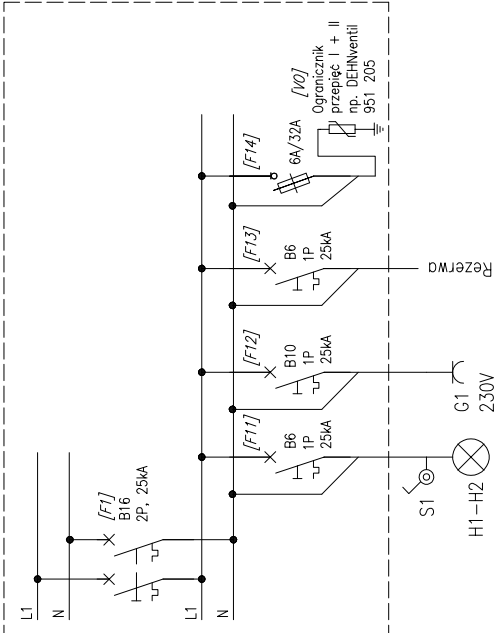 L1
N
[F1]
B16
2P, 25kA
L1
N
[F11]
B6
1P
25kA
[F12]
B10
1P
25kA
[F13]
B6
1P
25kA
[F14]
6A/32A
[V0]
Ogranicznik
przepięć I + II
np. DEHNventil
951 205
S1
H1-H2
G1
230V
Rezerwa